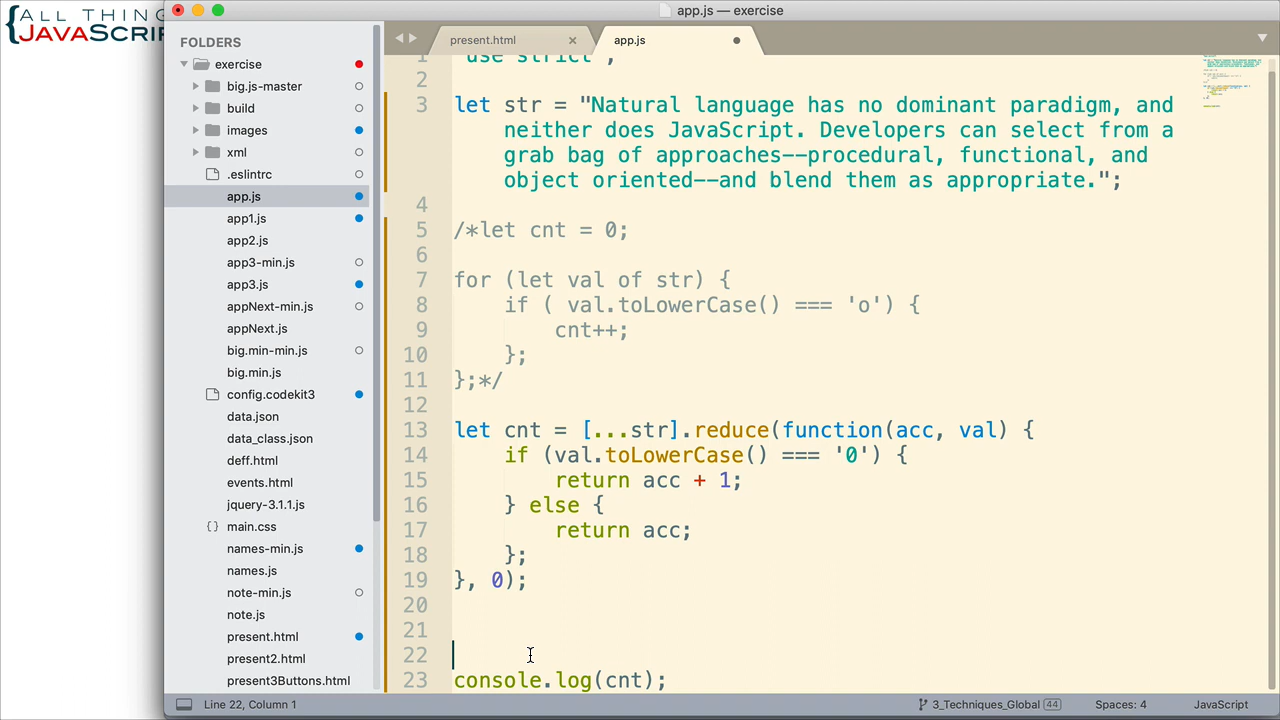 {ALL THING
JAVASCRI
app.js — exercise
FOLDERS
exercise
big.js-master
build
images
xml
.eslintrc
app.js
app1.js
app2.js
app3-min.js
app3.js
appNext-min.js
appNext.js
big.min-min.js
big.min.js
config.codekit3
data.json
data_class.json
deff.html
events.html
jquery-3.1.1.js
{} main.css
names-min.js
names.js
note-min.js
note.js
present.html
present2.html
present3Buttons.html
present.html ×
app.js
1 "use strict";
2
3 let str = "Natural language has no dominant paradigm, and
neither does JavaScript. Developers can select from a
grab bag of approaches--procedural, functional, and
object oriented--and blend them as appropriate.";
4
5 /*let cnt = 0;
6
7 for (let val of str) {
8 if ( val.toLowerCase() === 'o') {
9 cnt++;
10 };
11 };*/
12
13 let cnt = [...str].reduce(function(acc, val) {
14 if (val.toLowerCase() === '0') {
15 return acc + 1;
16 } else {
17 return acc;
18 };
19 }, 0);
20
21
22
23 console.log(cnt);
Line 22, Column 1
3_Techniques_Global 44
Spaces: 4
JavaScript